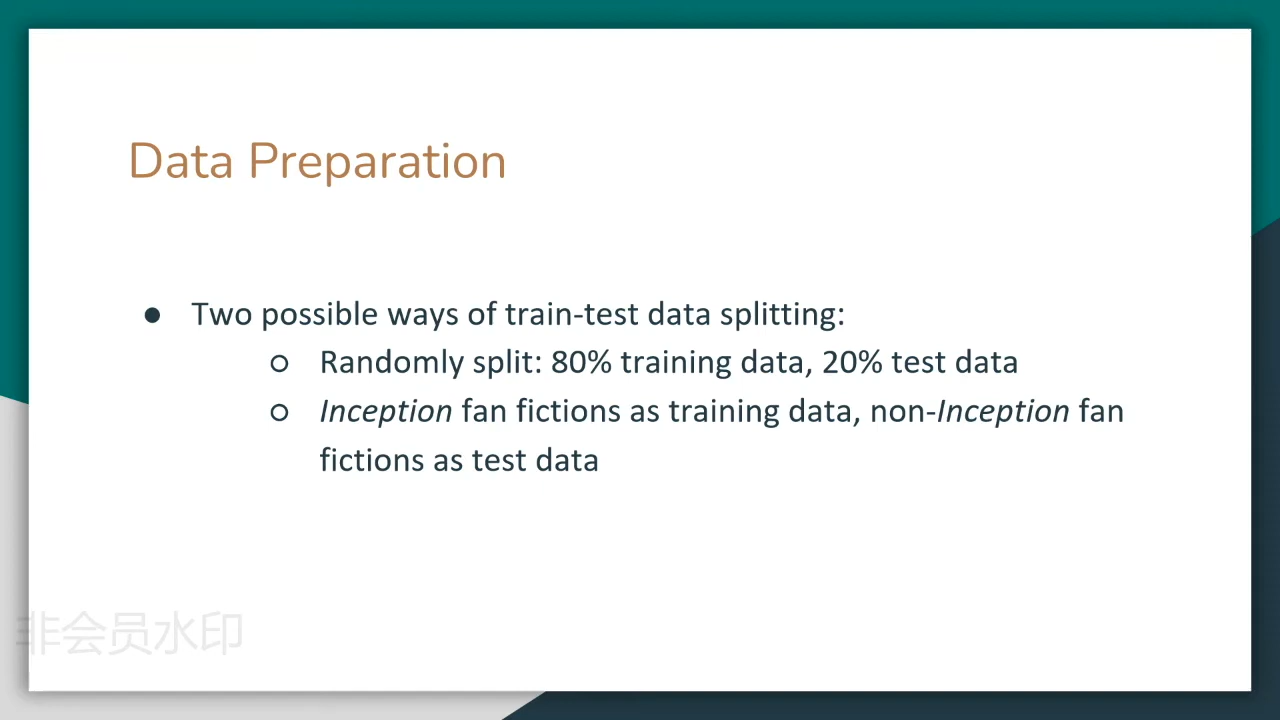 Data Preparation
● Two possible ways of train-test data splitting:
○ Randomly split: 80% training data, 20% test data
○ Inception fan fictions as training data, non-Inception fan
fictions as test data
非会员水印